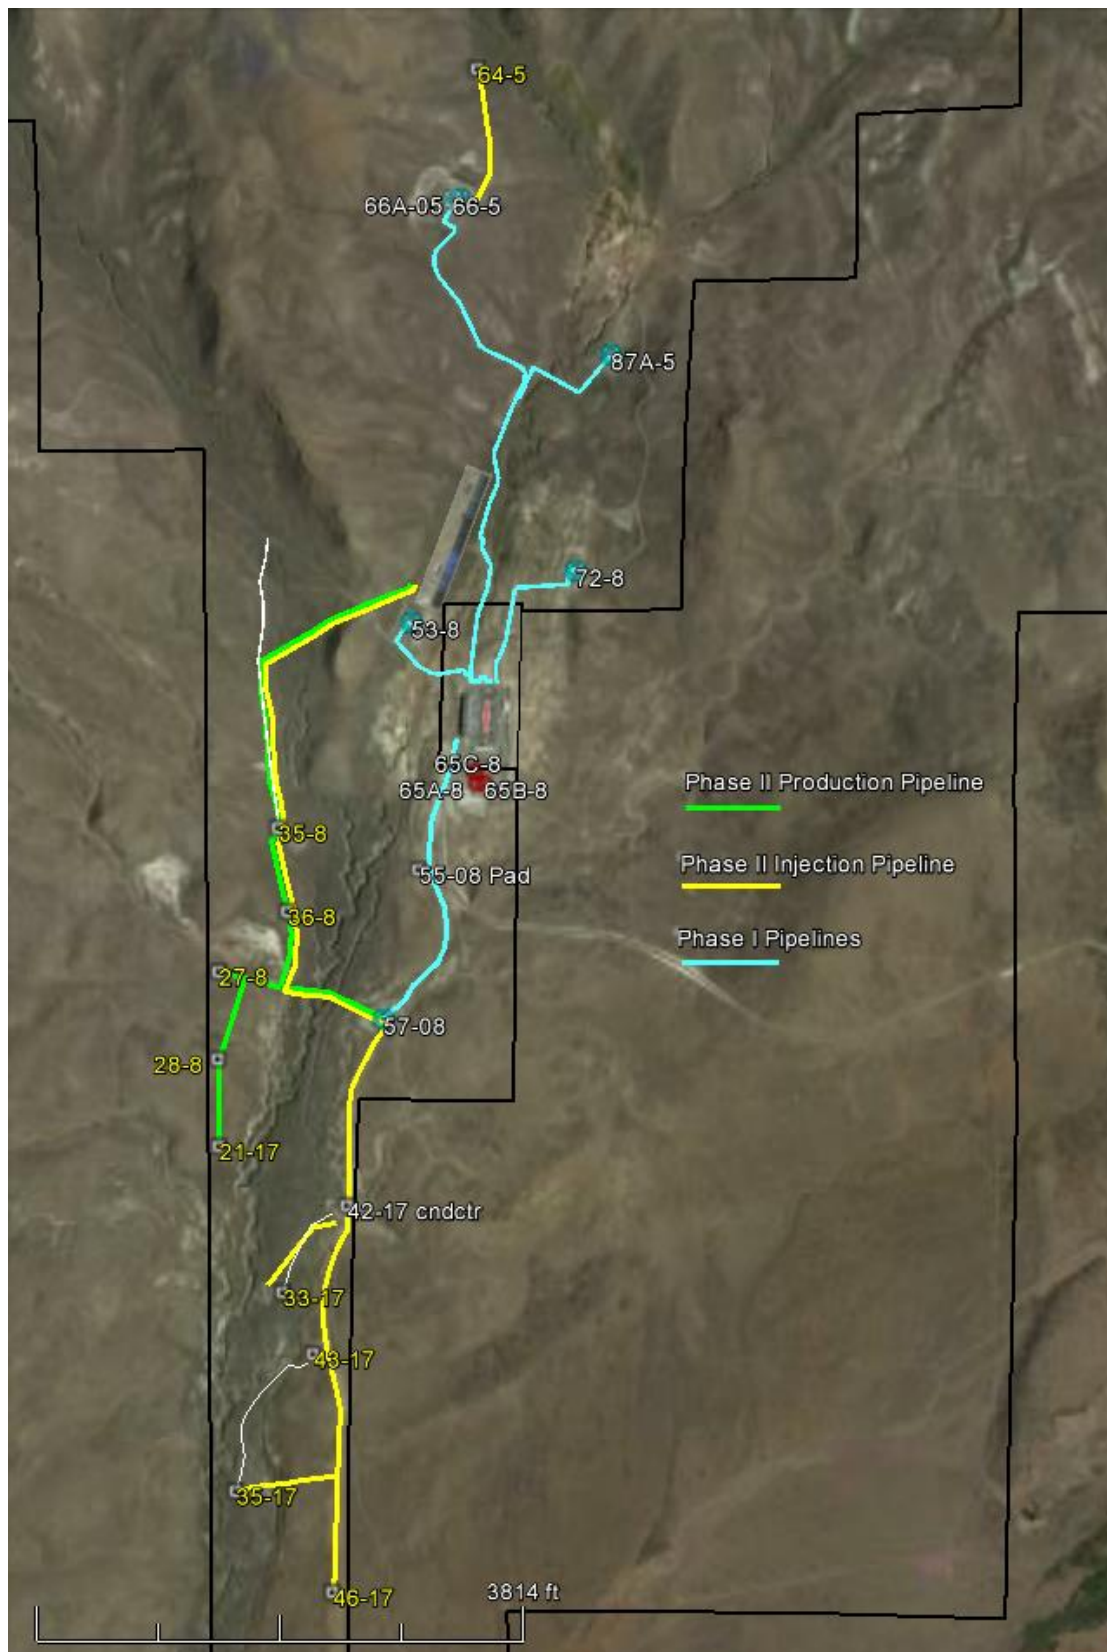 64-5
66A-05 66-5
87A-5
72-8
53-8
65C-8
65A-8 65B-8
Phase II Production Pipeline
35-8
Phase II Injection Pipeline
55-08 Pad
36-8
Phase I Pipelines
27-8
57-08
28-8
21-17
42-17 cndctr
33-17
43-17
35-17
46-17
3814 ft